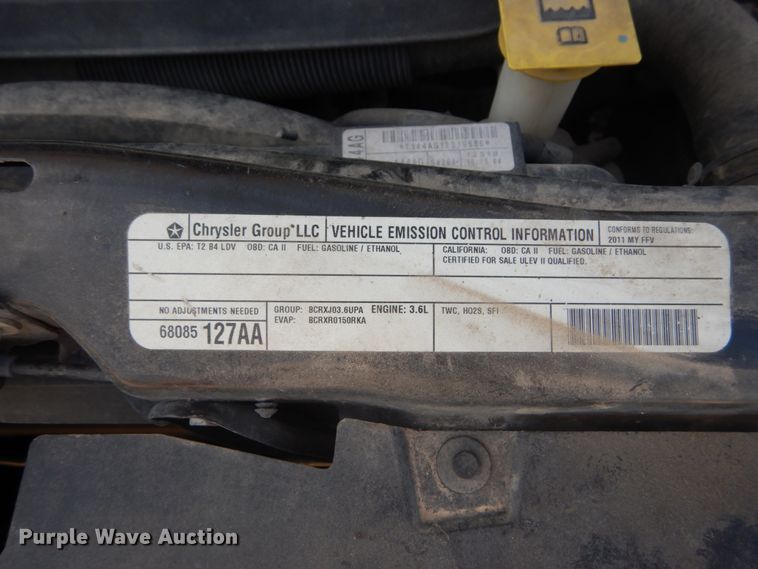 4AG
Chrysler Group LLC
VEHICLE EMISSION CONTROL INFORMATION
CONFORMS TO REGULATIONS:
2011 MY FFV
U.S. EPA: T2 B4 LDV OBD: CA II FUEL: GASOLINE / ETHANOL
CALIFORNIA: OBD: CA II FUEL: GASOLINE / ETHANOL
CERTIFIED FOR SALE ULEV II QUALIFIED.
NO ADJUSTMENTS NEEDED
68085 127AA
GROUP: BCRXJ03.6UPA ENGINE: 3.6L
EVAP: BCRXR0150RKA
TWC, HO2S, SFI
Purple Wave Auction